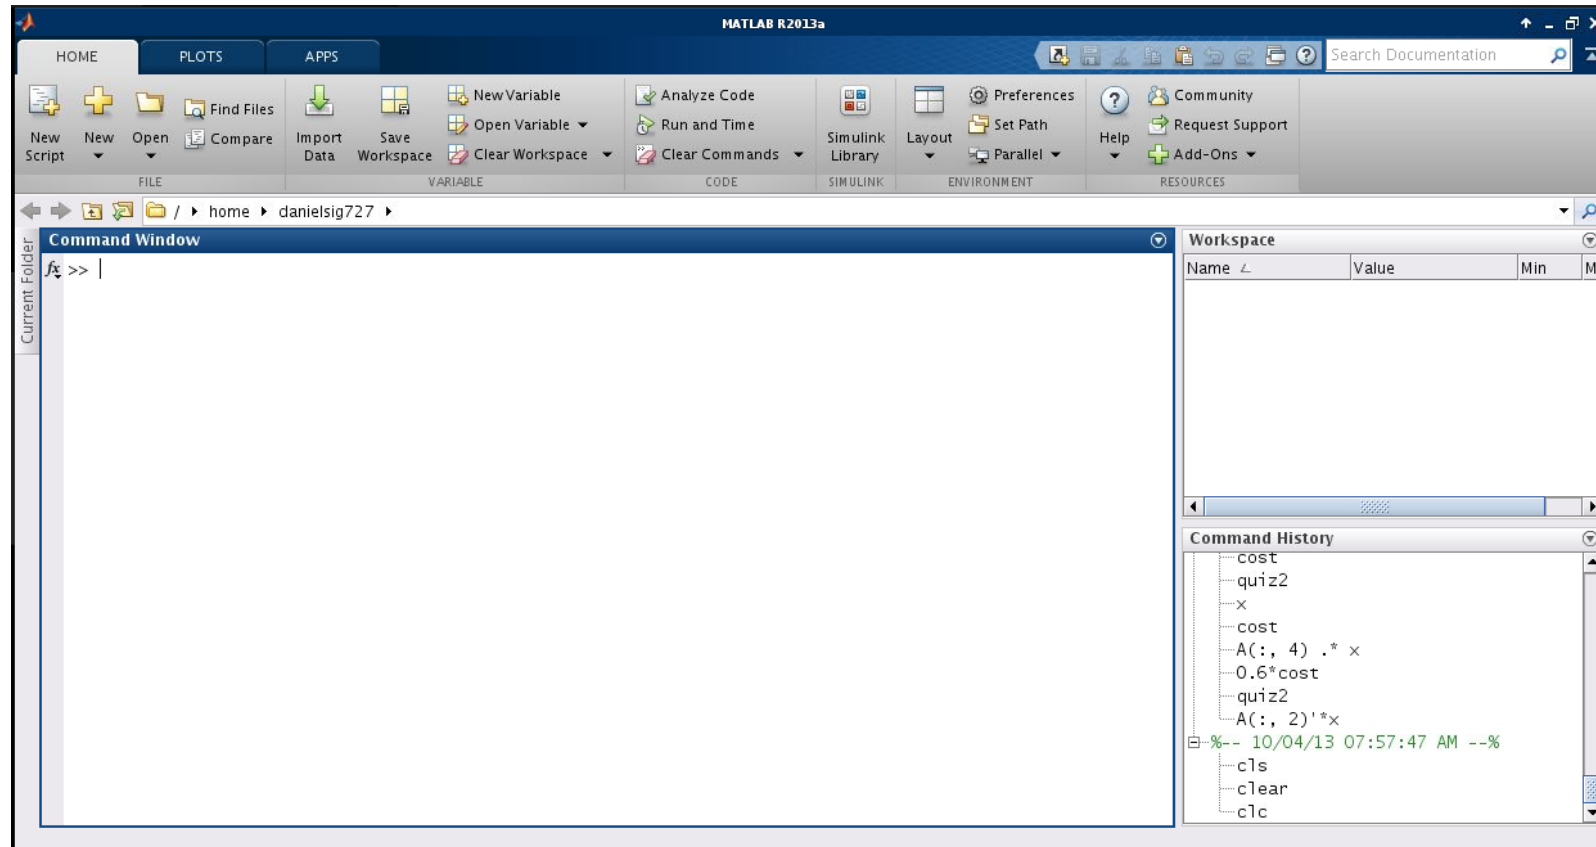 MATLAB R2013a
HOME PLOTS APPS Search Documentation
New Script
New
Open
Find Files
Compare
FILE
Import Data
Save Workspace
New Variable
Open Variable
Clear Workspace
VARIABLE
Analyze Code
Run and Time
Clear Commands
CODE
Simulink Library
SIMULINK
Layout
Preferences
Set Path
Parallel
ENVIRONMENT
Help
Community
Request Support
Add-Ons
RESOURCES
/ home danielsig727
Current Folder
Command Window
fx >>
Workspace
Name Value Min M
Command History
cost
quiz2
x
cost
A(:, 4) .* x
0.6*cost
quiz2
A(:, 2)'*x
%-- 10/04/13 07:57:47 AM --%
cls
clear
clc